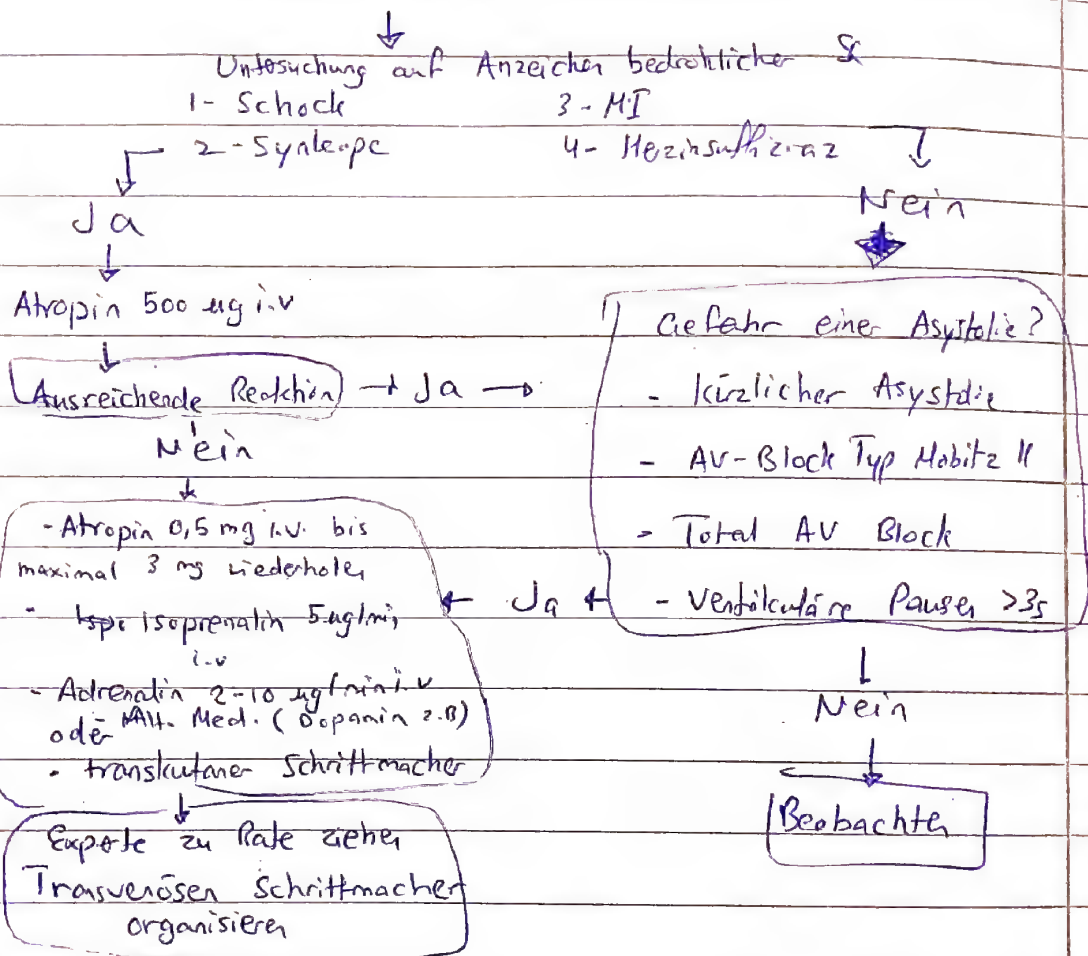 Untersuchung auf Anzeichen bedrohlicher
1- Schock 3- MI
2- Synkope 4- Herzinsuffizienz
Ja
Nein
Atropin 500 µg i.v
Ausreichende Reaktion → Ja →
Nein
- Atropin 0,5 mg i.v. bis
maximal 3 mg wiederholen
- Isoprenalin 5 µg/min
i.v
- Adrenalin 2-10 µg/min i.v
oder Alt. Med. (Dopamin z.B)
- transkutaner Schrittmacher
Experte zu Rate ziehen
Transvenösen Schrittmacher
organisieren
Gefahr einer Asystolie?
- kürzlicher Asystolie
- AV-Block Typ Mobitz II
- Total AV Block
- Ventrikuläre Pausen >3s
Ja
Nein
Beobachten